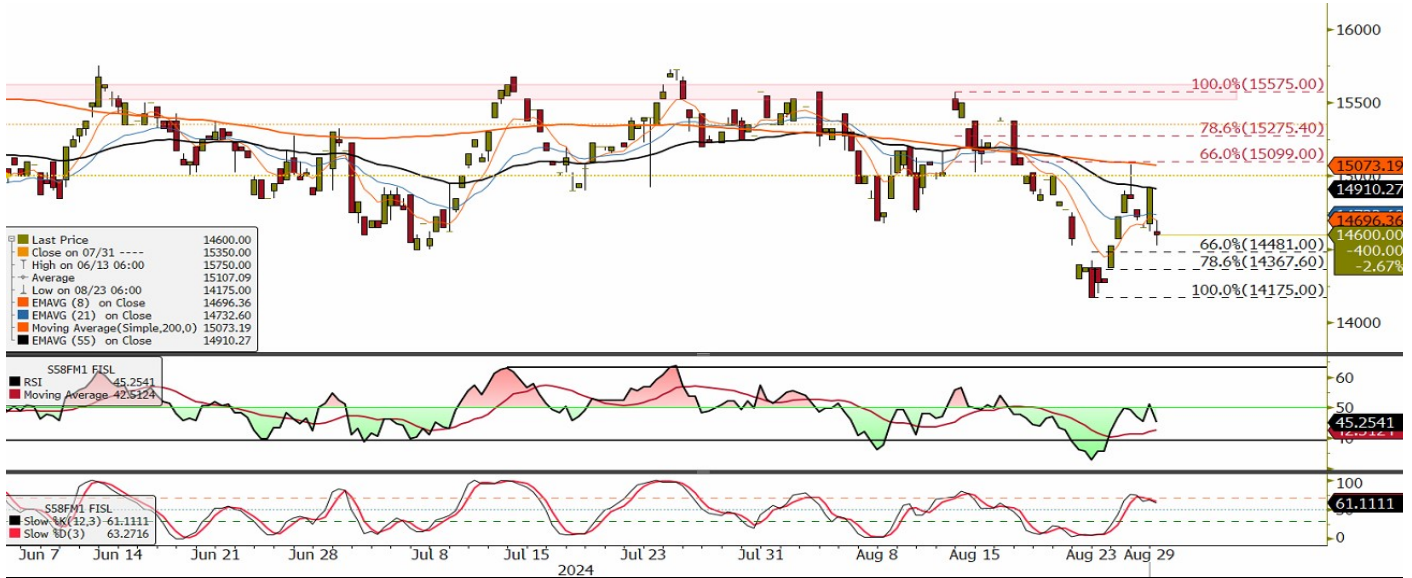 16000
100.0%(15575.00)
15500
78.6%(15275.40)
66.0%(15099.00)
15073.19
15000
14910.27
14696.36
14600.00
-400.00
-2.67%
66.0%(14481.00)
78.6%(14367.60)
100.0%(14175.00)
14000
Last Price 14600.00
Close on 07/31 ---- 15350.00
High on 06/13 06:00 15750.00
Average 15107.09
Low on 08/23 06:00 14175.00
EMAVG (8) on Close 14696.36
EMAVG (21) on Close 14732.60
Moving Average(Simple,200,0) 15073.19
EMAVG (55) on Close 14910.27
S58FM1 FISL
RSI 45.2541
Moving Average 42.5124
60
50
45.2541
S58FM1 FISL
Slow %K(12,3) 61.1111
Slow %D(3) 63.2716
100
61.1111
0
Jun 7 Jun 14 Jun 21 Jun 28 Jul 8 Jul 15 Jul 23 Jul 31 Aug 8 Aug 15 Aug 23 Aug 29
2024